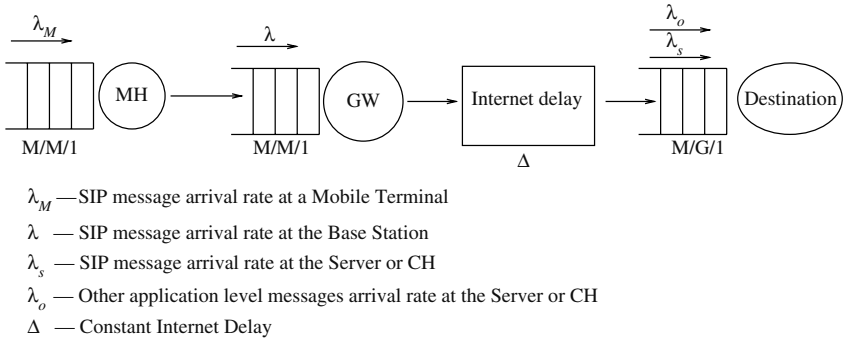 λ_M
λ
λ_o
λ_s
MH
GW
Internet delay
Destination
M/M/1
M/M/1
Δ
M/G/1
λ_M — SIP message arrival rate at a Mobile Terminal
λ — SIP message arrival rate at the Base Station
λ_s — SIP message arrival rate at the Server or CH
λ_o — Other application level messages arrival rate at the Server or CH
Δ — Constant Internet Delay